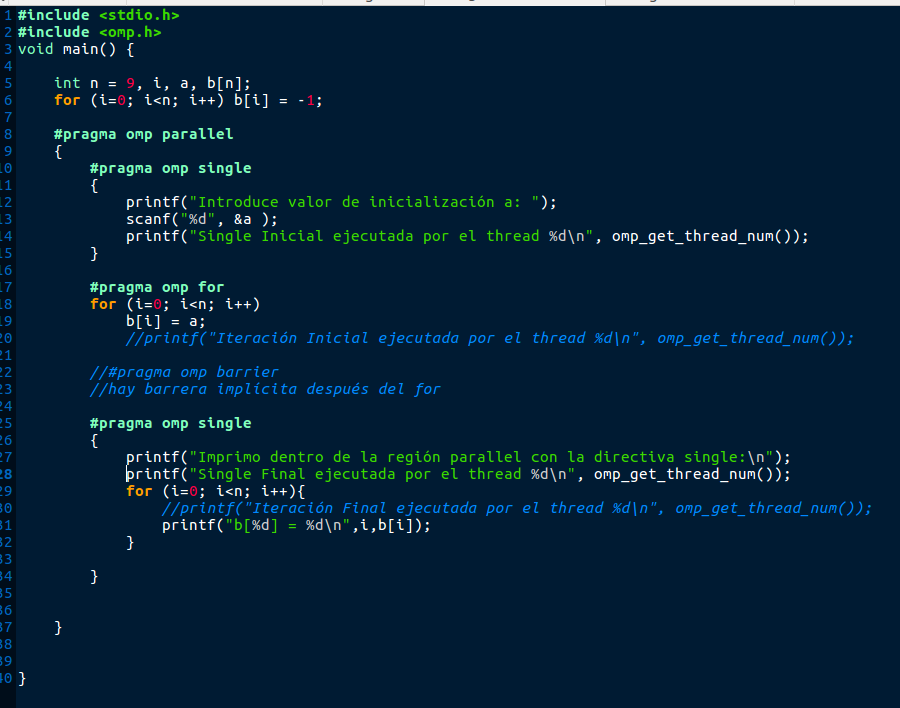 1 #include <stdio.h>
2 #include <omp.h>
3 void main() {
4
5     int n = 9, i, a, b[n];
6     for (i=0; i<n; i++) b[i] = -1;
7
8     #pragma omp parallel
9     {
10         #pragma omp single
11         {
12             printf("Introduce valor de inicialización a: ");
13             scanf("%d", &a );
14             printf("Single Inicial ejecutada por el thread %d\n", omp_get_thread_num());
15         }
16
17         #pragma omp for
18         for (i=0; i<n; i++)
19             b[i] = a;
20             //printf("Iteración Inicial ejecutada por el thread %d\n", omp_get_thread_num());
21
22         //#pragma omp barrier
23         //hay barrera implícita después del for
24
25         #pragma omp single
26         {
27             printf("Imprimo dentro de la región parallel con la directiva single:\n");
28             printf("Single Final ejecutada por el thread %d\n", omp_get_thread_num());
29             for (i=0; i<n; i++){
30                 //printf("Iteración Final ejecutada por el thread %d\n", omp_get_thread_num());
31                 printf("b[%d] = %d\n",i,b[i]);
32             }
33
34         }
35
36
37     }
38
39
40 }